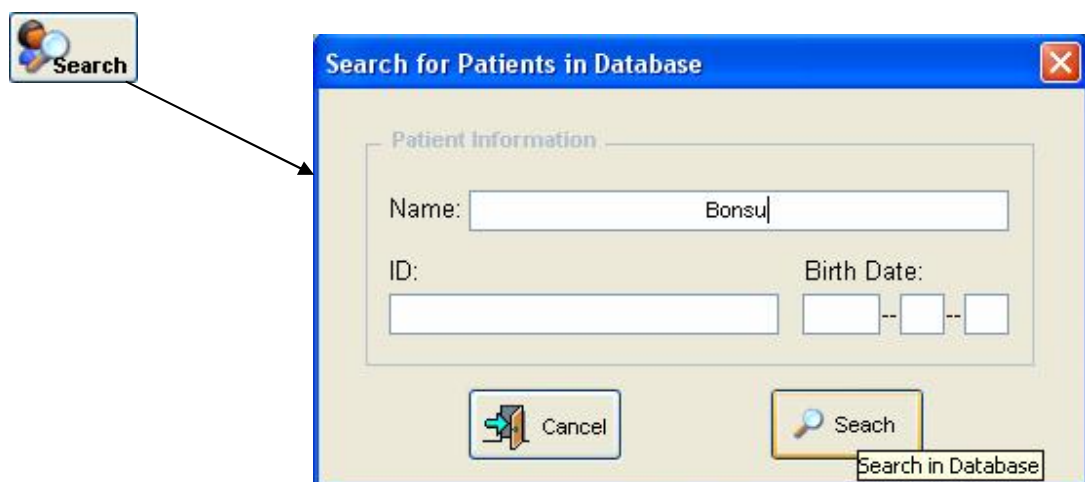 Search
Search for Patients in Database
Patient Information
Name: Bonsu
ID: Birth Date:
-- --
Cancel Seach
Search in Database